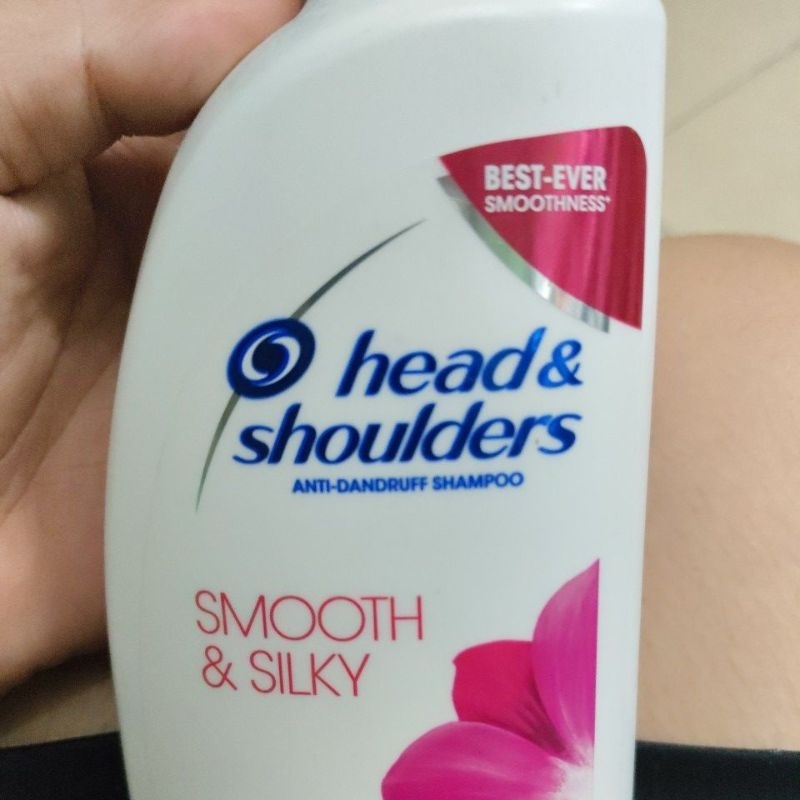 BEST-EVER
SMOOTHNESS*
head &
shoulders
ANTI-DANDRUFF SHAMPOO
SMOOTH
& SILKY